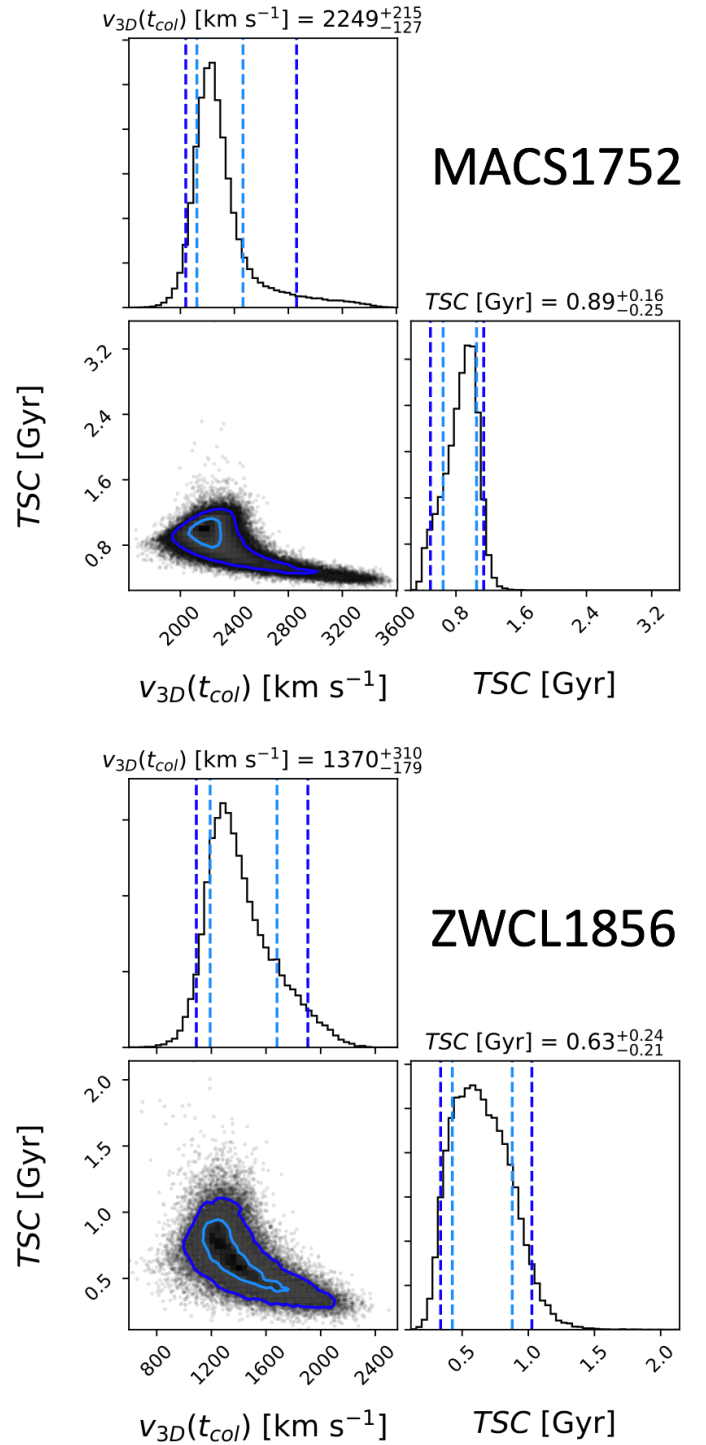 v3D(tcol) [km s−1] = 2249+215−127
MACS1752
TSC [Gyr] = 0.89+0.16−0.25
TSC [Gyr]
3.2
2.4
1.6
0.8
2000 2400 2800 3200 3600 0.8 1.6 2.4 3.2
v3D(tcol) [km s−1] TSC [Gyr]
v3D(tcol) [km s−1] = 1370+310−179
ZWCL1856
TSC [Gyr] = 0.63+0.24−0.21
TSC [Gyr]
2.0
1.5
1.0
0.5
800 1200 1600 2000 2400 0.5 1.0 1.5 2.0
v3D(tcol) [km s−1] TSC [Gyr]